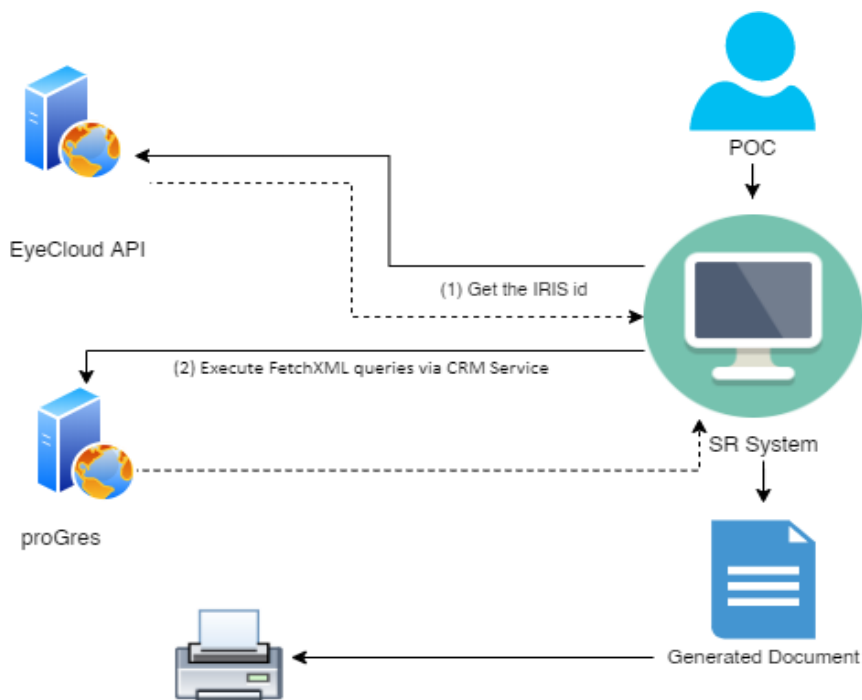 POC
EyeCloud API
(1) Get the IRIS id
(2) Execute FetchXML queries via CRM Service
SR System
proGres
Generated Document